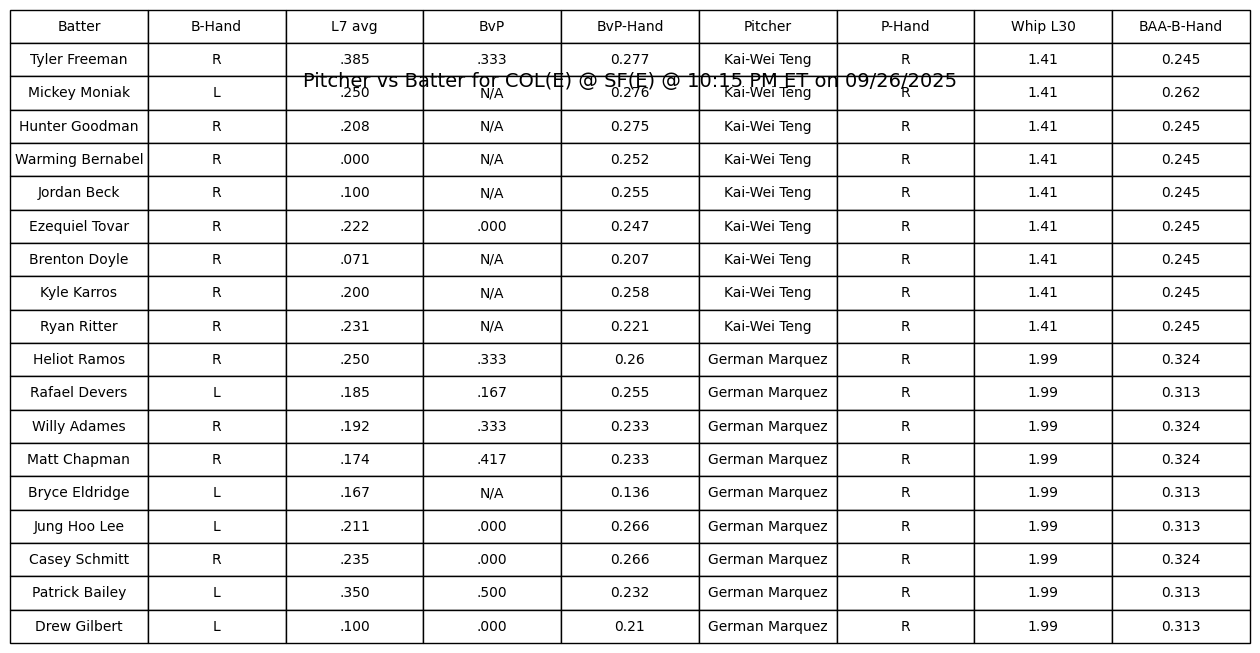 Batter B-Hand L7 avg BvP BvP-Hand Pitcher P-Hand Whip L30 BAA-B-Hand
Tyler Freeman R .385 .333 0.277 Kai-Wei Teng R 1.41 0.245
Pitcher vs Batter for COL(E) @ SF(E) @ 10:15 PM ET on 09/26/2025
Mickey Moniak L .250 N/A 0.276 Kai-Wei Teng R 1.41 0.262
Hunter Goodman R .208 N/A 0.275 Kai-Wei Teng R 1.41 0.245
Warming Bernabel R .000 N/A 0.252 Kai-Wei Teng R 1.41 0.245
Jordan Beck R .100 N/A 0.255 Kai-Wei Teng R 1.41 0.245
Ezequiel Tovar R .222 .000 0.247 Kai-Wei Teng R 1.41 0.245
Brenton Doyle R .071 N/A 0.207 Kai-Wei Teng R 1.41 0.245
Kyle Karros R .200 N/A 0.258 Kai-Wei Teng R 1.41 0.245
Ryan Ritter R .231 N/A 0.221 Kai-Wei Teng R 1.41 0.245
Heliot Ramos R .250 .333 0.26 German Marquez R 1.99 0.324
Rafael Devers L .185 .167 0.255 German Marquez R 1.99 0.313
Willy Adames R .192 .333 0.233 German Marquez R 1.99 0.324
Matt Chapman R .174 .417 0.233 German Marquez R 1.99 0.324
Bryce Eldridge L .167 N/A 0.136 German Marquez R 1.99 0.313
Jung Hoo Lee L .211 .000 0.266 German Marquez R 1.99 0.313
Casey Schmitt R .235 .000 0.266 German Marquez R 1.99 0.324
Patrick Bailey L .350 .500 0.232 German Marquez R 1.99 0.313
Drew Gilbert L .100 .000 0.21 German Marquez R 1.99 0.313